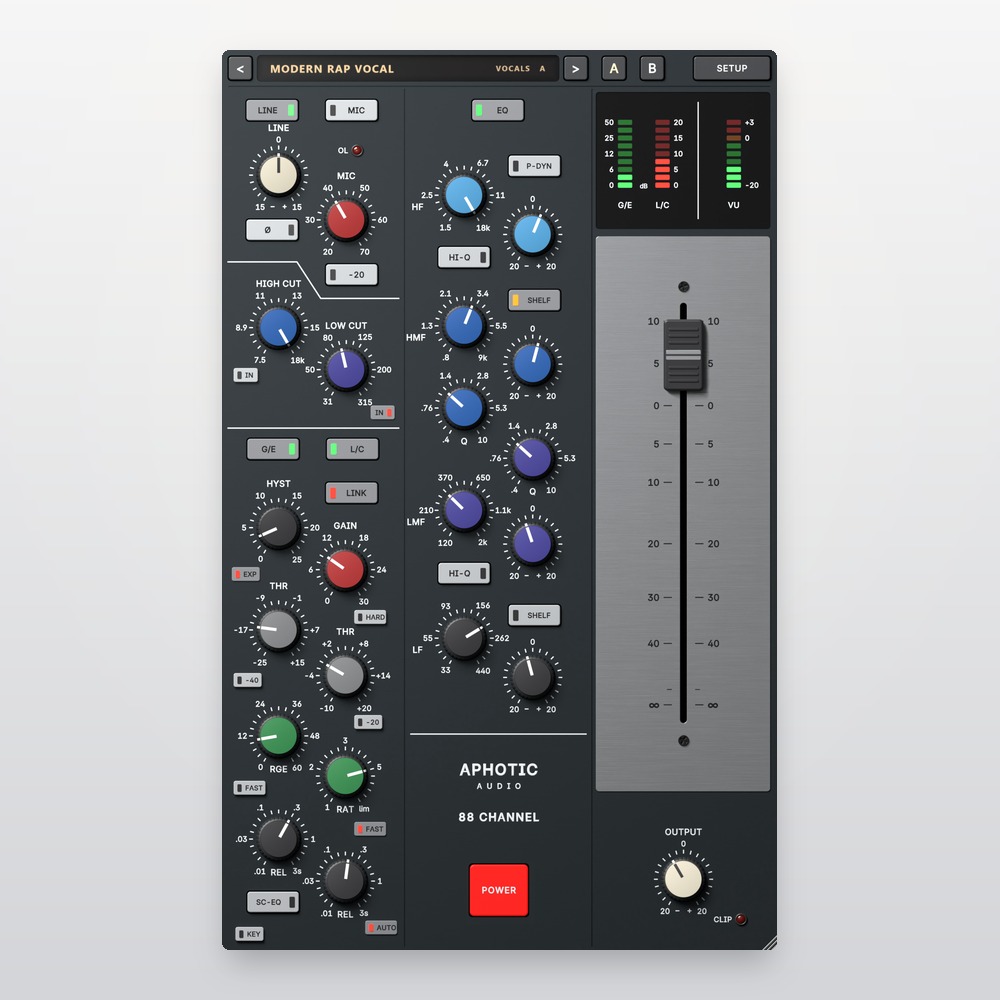 < MODERN RAP VOCAL VOCALS A > A B SETUP
LINE MIC
LINE
0
15 - + 15
Ø
OL
MIC
40 50
30 60
20 70
-20
HIGH CUT
11 13
8.9 15
7.5 18k
IN
LOW CUT
80 125
50 200
31 315
IN
G/E L/C
LINK
HYST
10 15
5 20
0 25
EXP
GAIN
12 18
6 24
0 30
HARD
THR
-9 -1
-17 +7
-25 +15
-40
THR
+2 +8
-4 +14
-10 +20
-20
24 36
12 48
0 RGE 60
FAST
3
2 5
1 RAT lim
FAST
.1 .3
.03 1
.01 REL 3s
SC-EQ
KEY
.1 .3
.03 1
.01 REL 3s
AUTO
EQ
P-DYN
4 6.7
2.5 11
HF
1.5 18k
0
20 - + 20
HI-Q
SHELF
2.1 3.4
1.3 5.5
HMF
.8 9k
0
20 - + 20
1.4 2.8
.76 5.3
.4 Q 10
1.4 2.8
.76 5.3
.4 Q 10
370 650
210 1.1k
LMF
120 2k
0
20 - + 20
HI-Q
SHELF
93 156
55 262
LF
33 440
0
20 - + 20
APHOTIC
AUDIO
88 CHANNEL
POWER
50 20 +3
25 15 0
12 10
6 5
0 dB 0 -20
G/E L/C VU
10 10
5 5
0 0
5 5
10 10
20 20
30 30
40 40
∞ ∞
OUTPUT
0
20 - + 20
CLIP